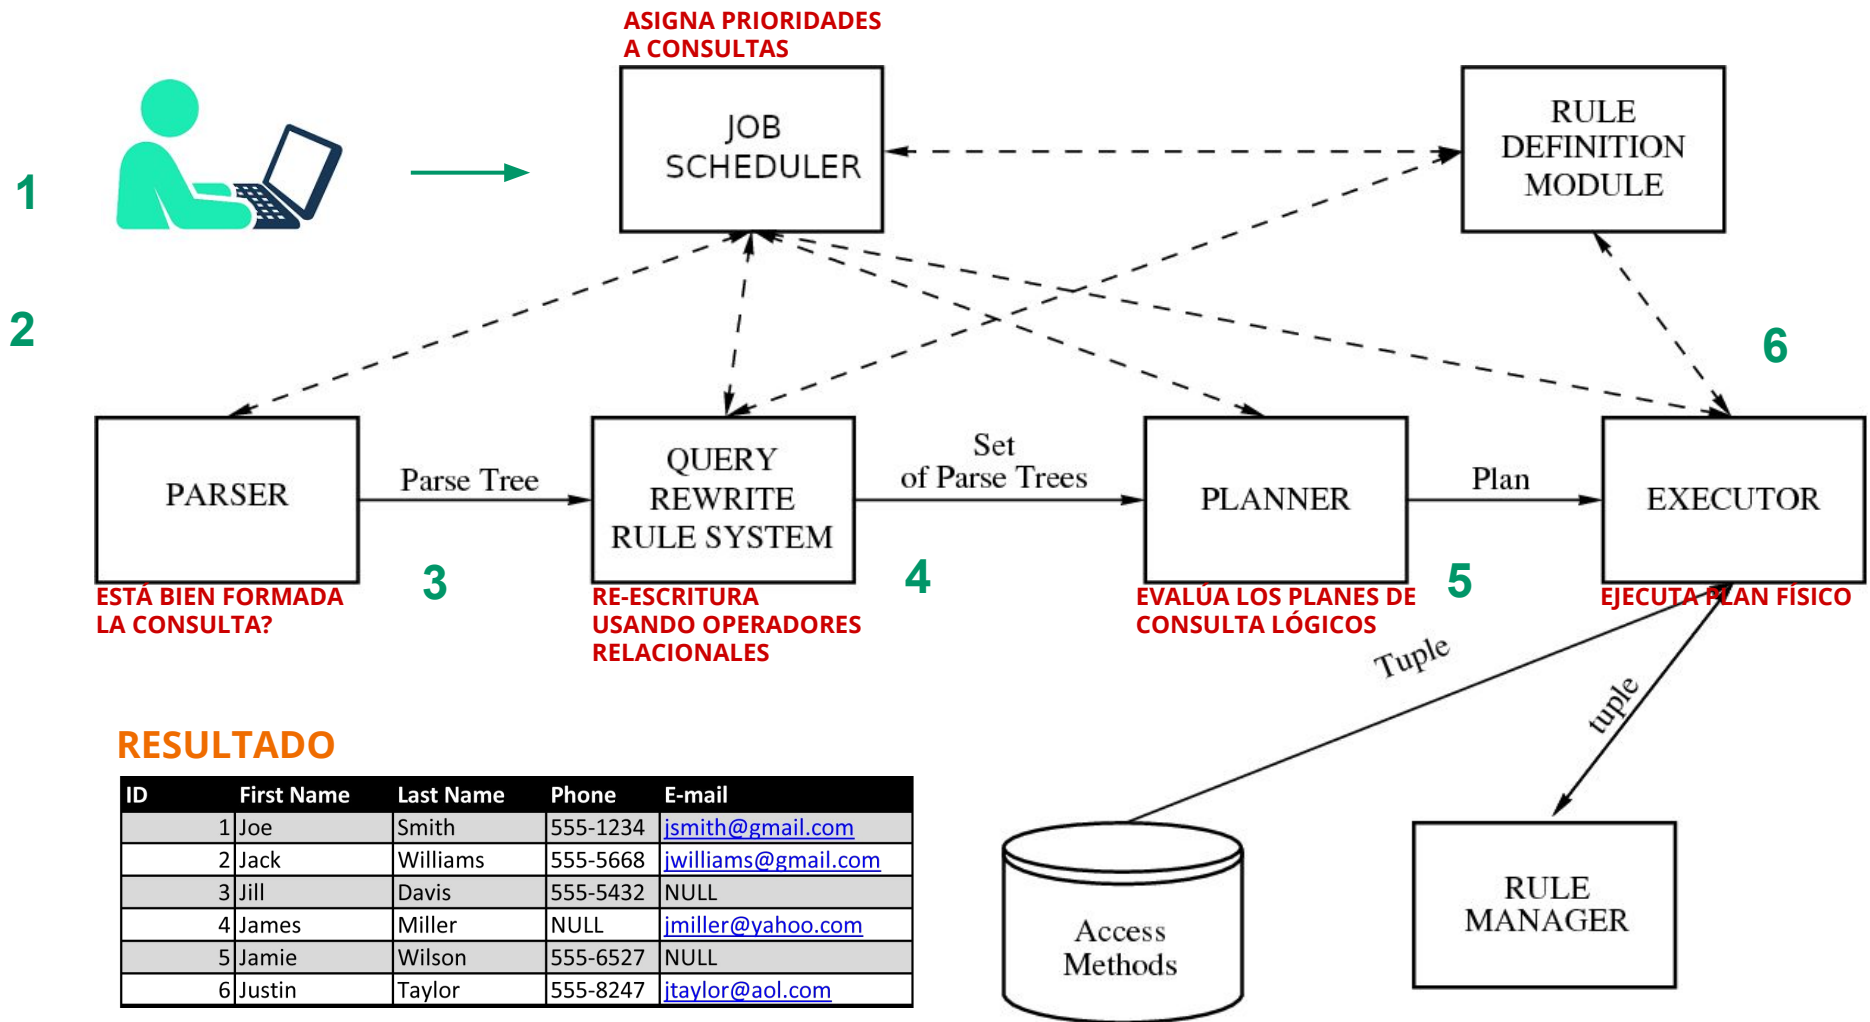 ASIGNA PRIORIDADES
A CONSULTAS
JOB
SCHEDULER
RULE
DEFINITION
MODULE
1
2
6
PARSER
Parse Tree
QUERY
REWRITE
RULE SYSTEM
Set
of Parse Trees
PLANNER
Plan
EXECUTOR
3
4
5
ESTÁ BIEN FORMADA
LA CONSULTA?
RE-ESCRITURA
USANDO OPERADORES
RELACIONALES
EVALÚA LOS PLANES DE
CONSULTA LÓGICOS
EJECUTA PLAN FÍSICO
Tuple
tuple
RESULTADO
ID First Name Last Name Phone E-mail
1 Joe Smith 555-1234 jsmith@gmail.com
2 Jack Williams 555-5668 jwilliams@gmail.com
3 Jill Davis 555-5432 NULL
4 James Miller NULL jmiller@yahoo.com
5 Jamie Wilson 555-6527 NULL
6 Justin Taylor 555-8247 jtaylor@aol.com
Access
Methods
RULE
MANAGER